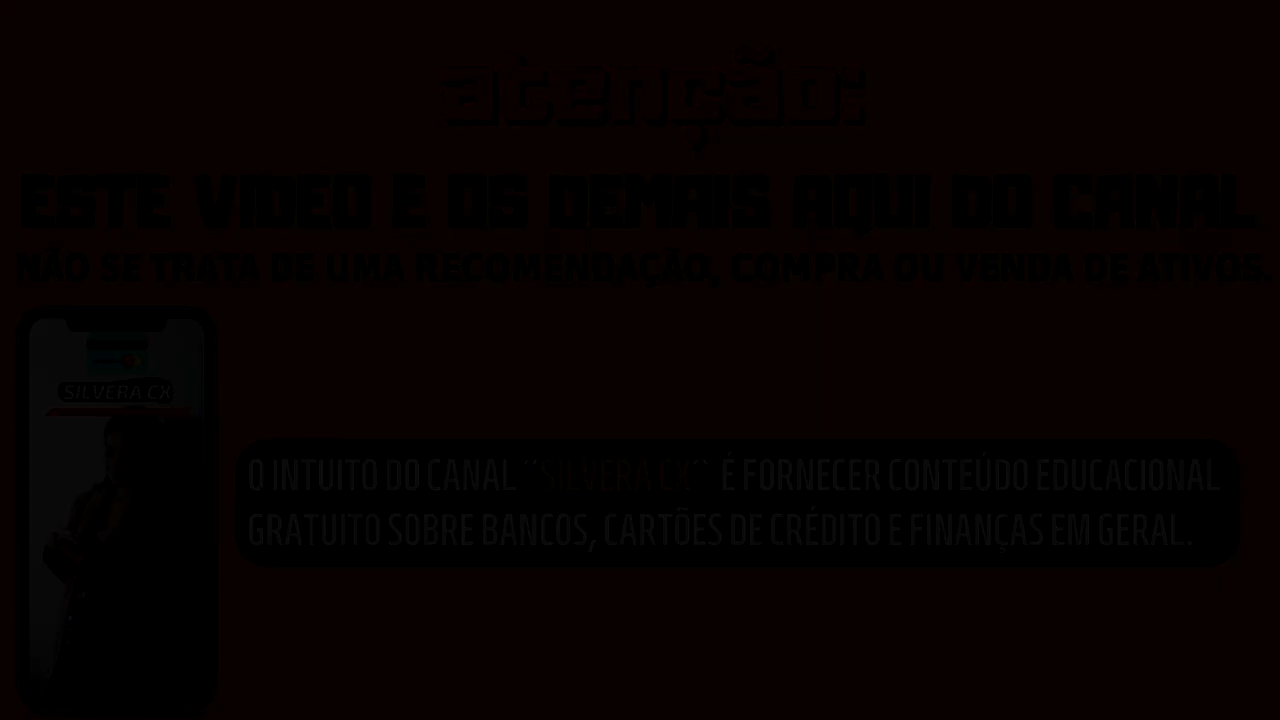 atenção:
ESTE VIDEO E OS DEMAIS AQUI DO CANAL
NÃO SE TRATA DE UMA RECOMENDAÇÃO, COMPRA OU VENDA DE ATIVOS.
SILVERA CX
O INTUITO DO CANAL "SILVERA CX" É FORNECER CONTEÚDO EDUCACIONAL
GRATUITO SOBRE BANCOS, CARTÕES DE CRÉDITO E FINANÇAS EM GERAL.